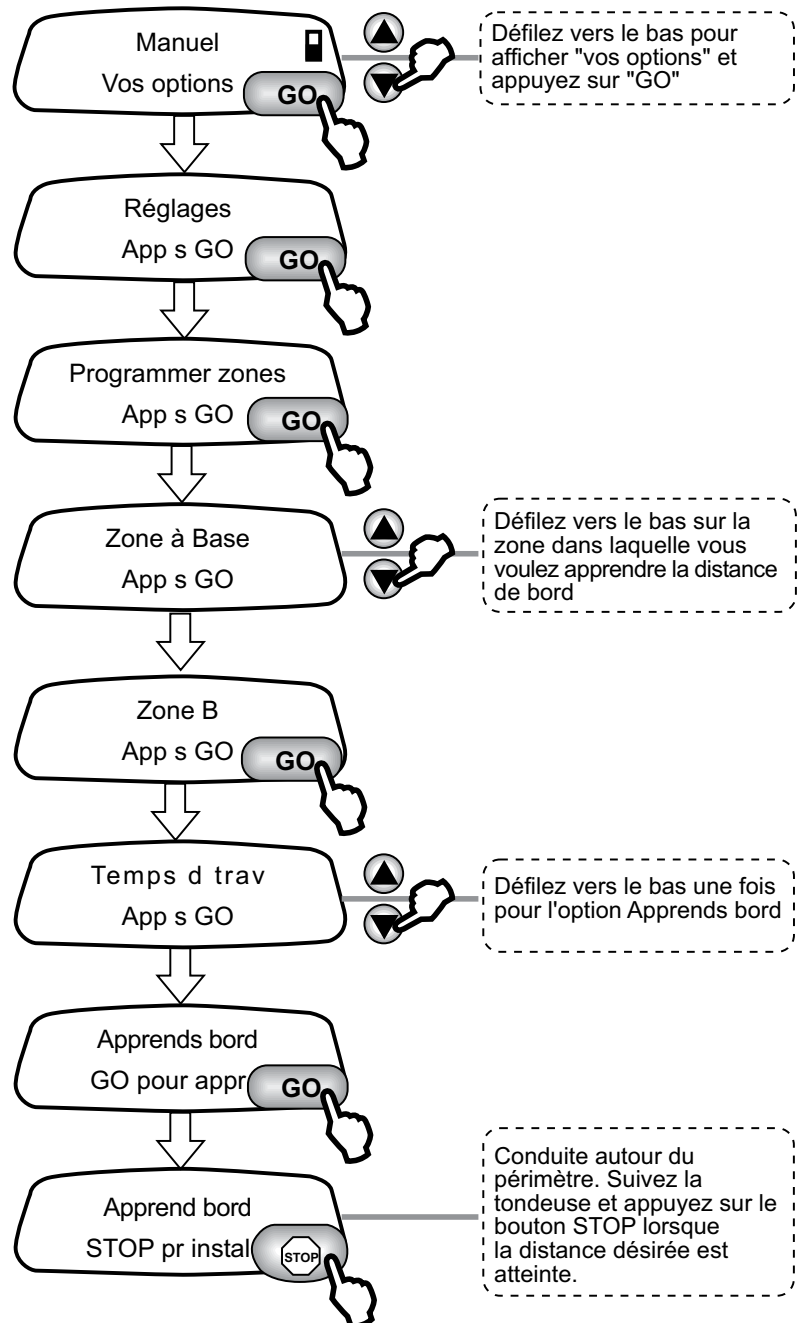 Manuel
Vos options
GO
Défilez vers le bas pour
afficher "vos options" et
appuyez sur "GO"
Réglages
App s GO
GO
Programmer zones
App s GO
GO
Zone à Base
App s GO
Défilez vers le bas sur la
zone dans laquelle vous
voulez apprendre la distance
de bord
Zone B
App s GO
GO
Temps d trav
App s GO
Défilez vers le bas une fois
pour l'option Apprends bord
Apprends bord
GO pour appr
GO
Apprend bord
STOP pr instal
STOP
Conduite autour du
périmètre. Suivez la
tondeuse et appuyez sur le
bouton STOP lorsque
la distance désirée est
atteinte.